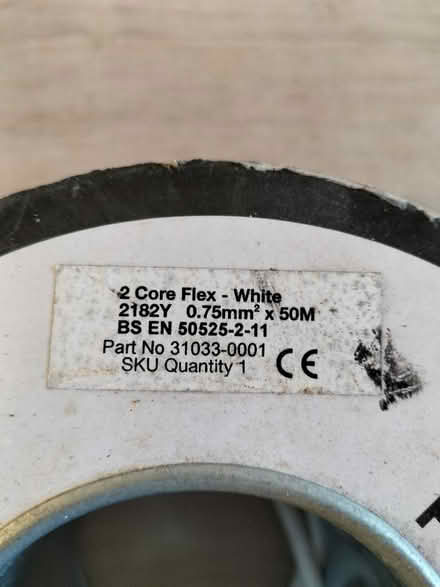 2 Core Flex - White
2182Y 0.75mm² x 50M
BS EN 50525-2-11
Part No 31033-0001
SKU Quantity 1 CE